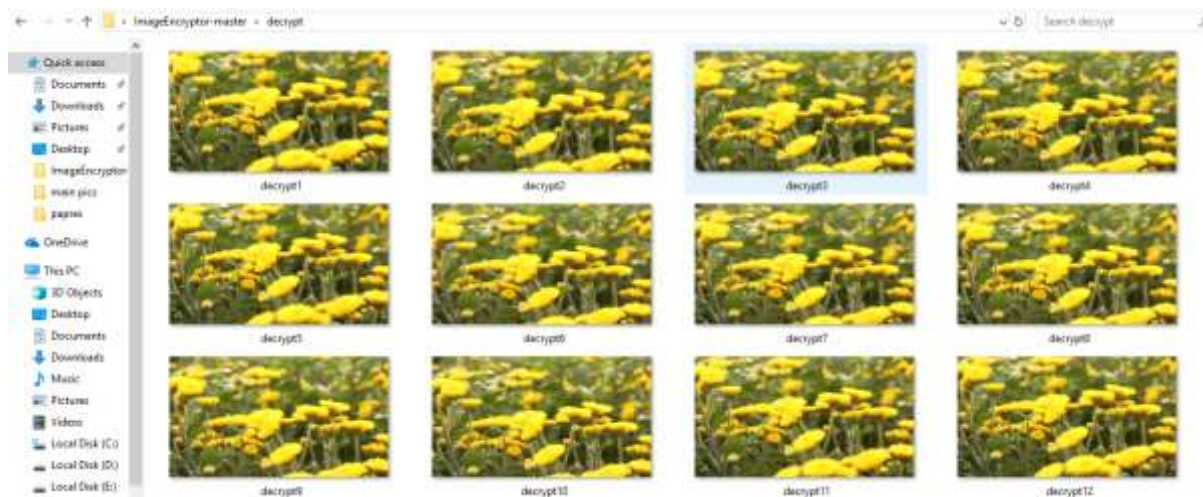 ImageEncryptor-master › decrypt
Search decrypt
Quick access
Documents
Downloads
Pictures
Desktop
ImageEncryptor-
main pics
papres
OneDrive
This PC
3D Objects
Desktop
Documents
Downloads
Music
Pictures
Videos
Local Disk (C:)
Local Disk (D:)
Local Disk (E:)
decrypt1
decrypt2
decrypt3
decrypt4
decrypt5
decrypt6
decrypt7
decrypt8
decrypt9
decrypt10
decrypt11
decrypt12